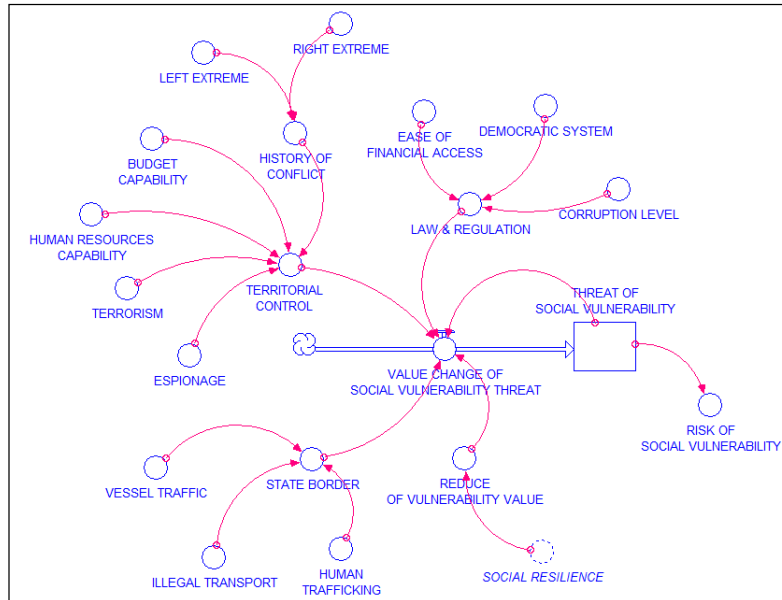 RIGHT EXTREME
LEFT EXTREME
EASE OF
FINANCIAL ACCESS
DEMOCRATIC SYSTEM
HISTORY OF
CONFLICT
BUDGET
CAPABILITY
CORRUPTION LEVEL
LAW & REGULATION
HUMAN RESOURCES
CAPABILITY
TERRITORIAL
CONTROL
TERRORISM
THREAT OF
SOCIAL VULNERABILITY
ESPIONAGE
VALUE CHANGE OF
SOCIAL VULNERABILITY THREAT
RISK OF
SOCIAL VULNERABILITY
VESSEL TRAFFIC
STATE BORDER
REDUCE
OF VULNERABILITY VALUE
ILLEGAL TRANSPORT
HUMAN
TRAFFICKING
SOCIAL RESILIENCE